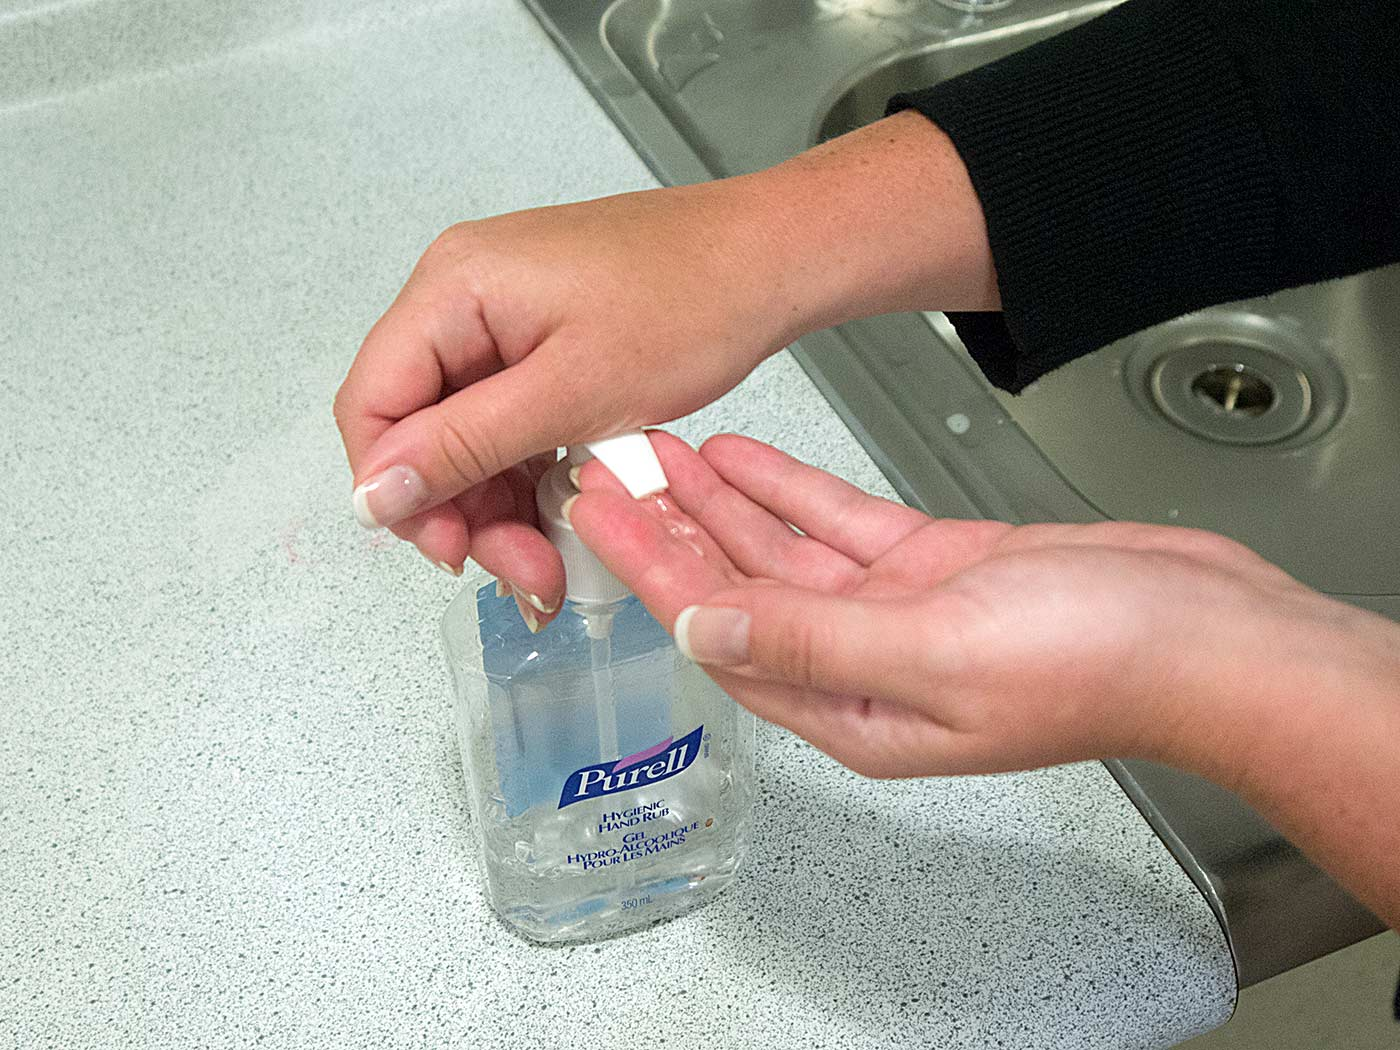 Purell
HYGIENIC
HAND RUB
GEL
HYDRO-ALCOOLIQUE
POUR LES MAINS
350 mL